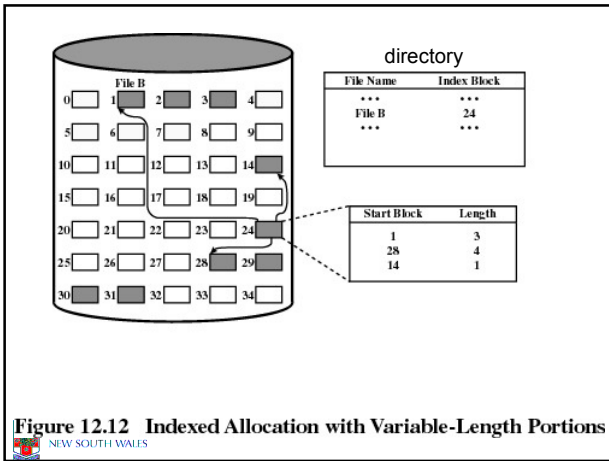 directory
File Name Index Block
• • • • • •
File B 24
• • • • • •
File B
0 1 2 3 4
5 6 7 8 9
10 11 12 13 14
15 16 17 18 19
20 21 22 23 24
25 26 27 28 29
30 31 32 33 34
Start Block Length
1 3
28 4
14 1
Figure 12.12 Indexed Allocation with Variable-Length Portions
NEW SOUTH WALES